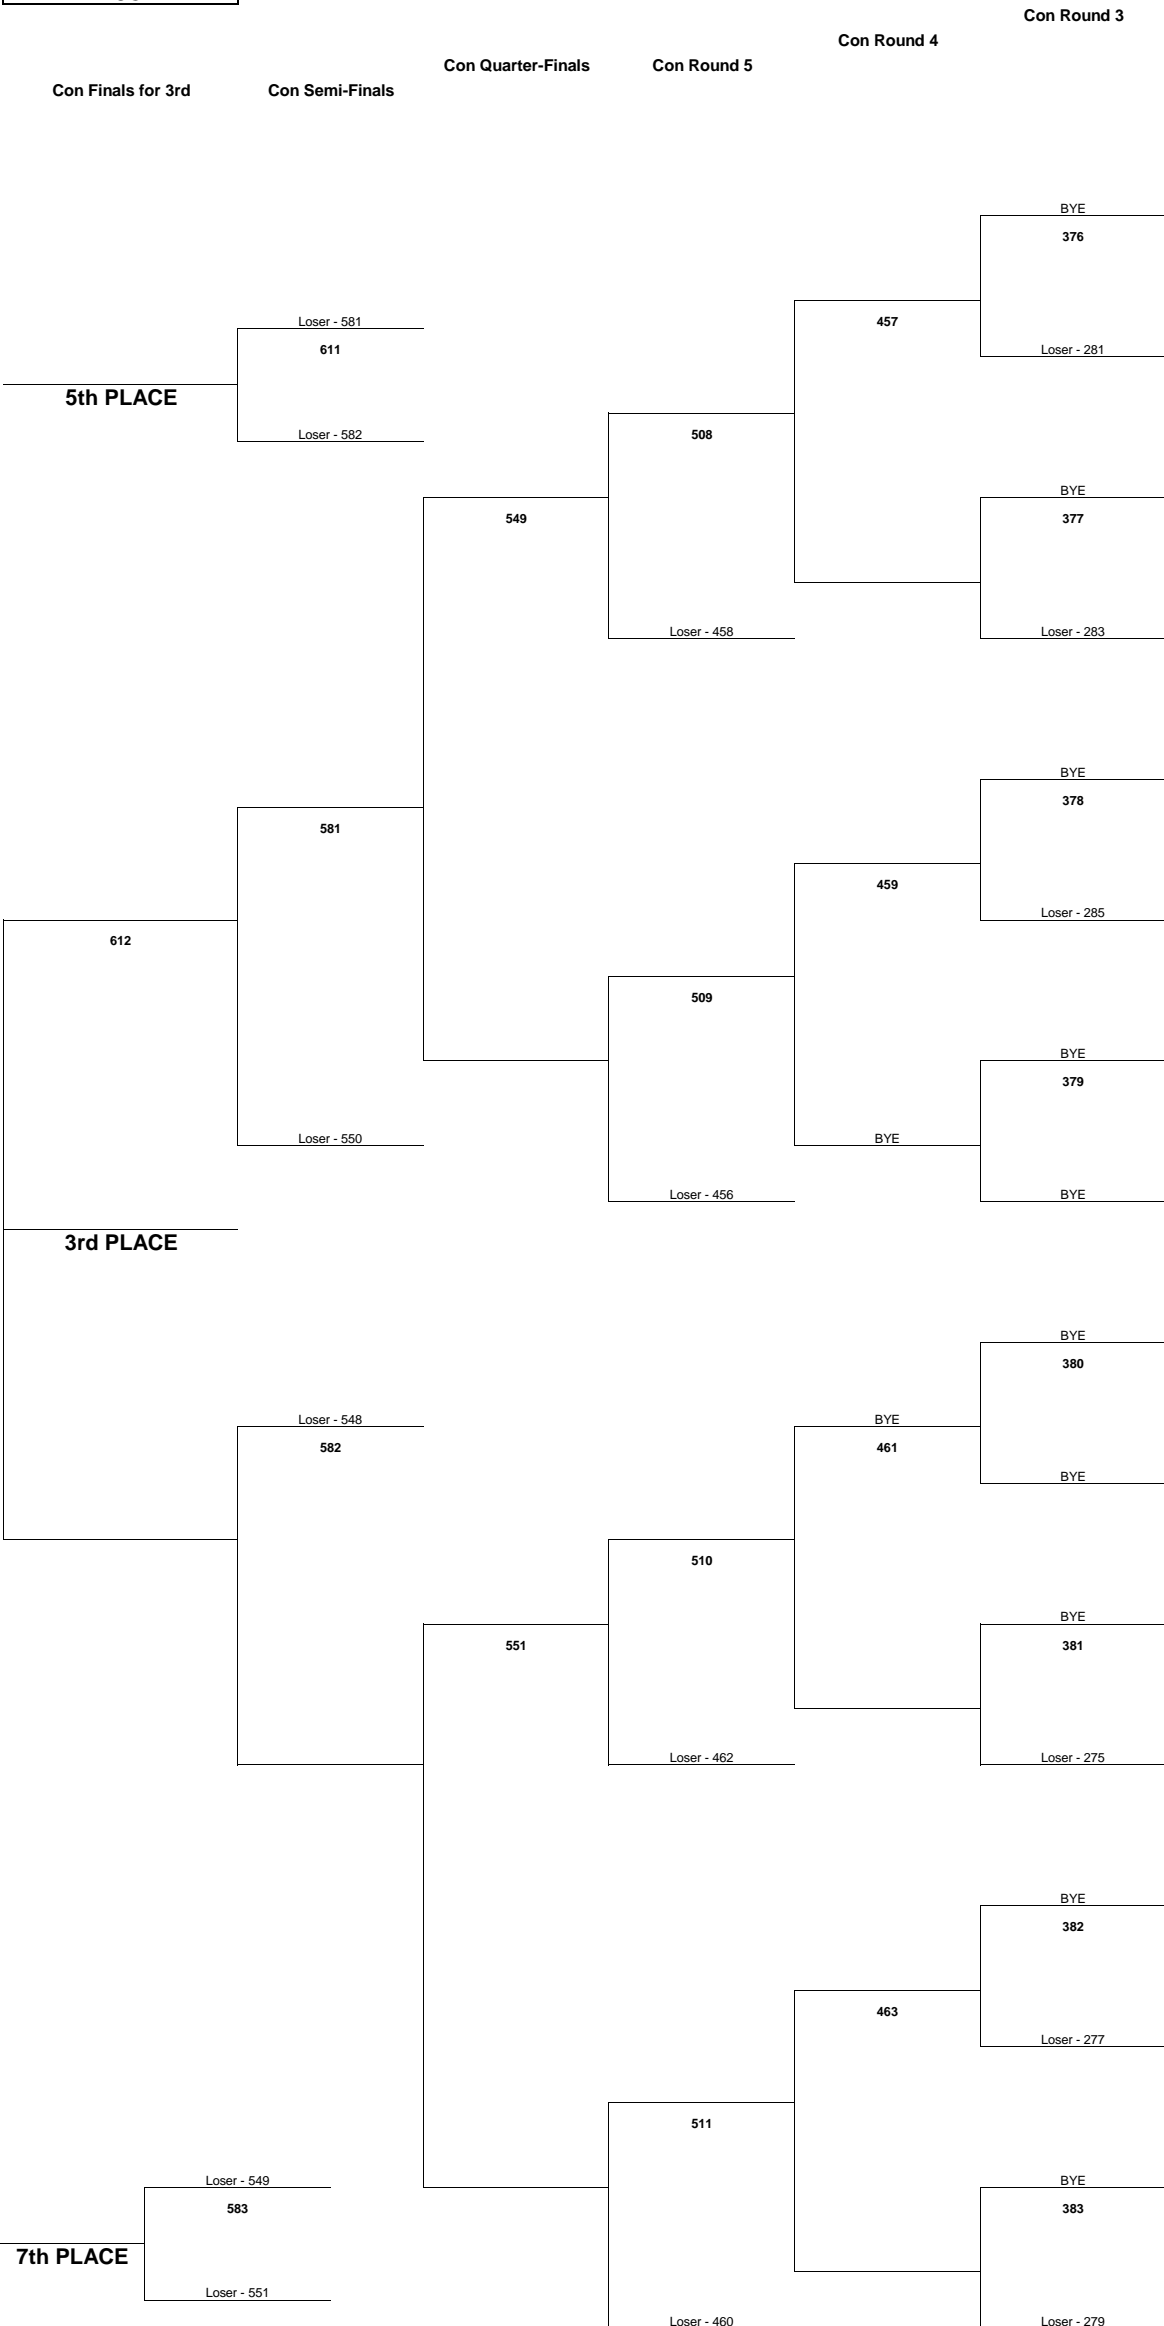 Con Round 3
Con Round 4
Con Quarter-Finals Con Round 5
Con Finals for 3rd Con Semi-Finals
BYE
376
Loser - 581 457
611 Loser - 281
5th PLACE
Loser - 582 508
BYE
549 377
Loser - 458 Loser - 283
BYE
378
581
459
Loser - 285
612
509
BYE
379
Loser - 550 BYE
Loser - 456 BYE
3rd PLACE
BYE
380
Loser - 548 BYE
582 461
BYE
510
BYE
551 381
Loser - 462 Loser - 275
BYE
382
463
Loser - 277
511
Loser - 549 BYE
583 383
7th PLACE
Loser - 551
Loser - 460 Loser - 279